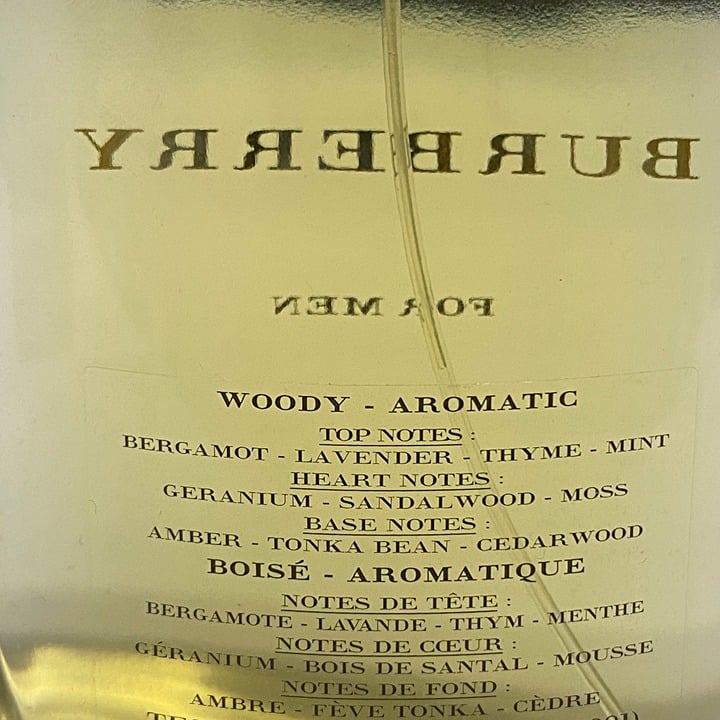 BURBERRY
FOR MEN
WOODY - AROMATIC
TOP NOTES :
BERGAMOT - LAVENDER - THYME - MINT
HEART NOTES :
GERANIUM - SANDALWOOD - MOSS
BASE NOTES :
AMBER - TONKA BEAN - CEDARWOOD
BOISÉ - AROMATIQUE
NOTES DE TÊTE :
BERGAMOTE - LAVANDE - THYM - MENTHE
NOTES DE CŒUR :
GÉRANIUM - BOIS DE SANTAL - MOUSSE
NOTES DE FOND :
AMBRE - FÈVE TONKA - CÈDRE